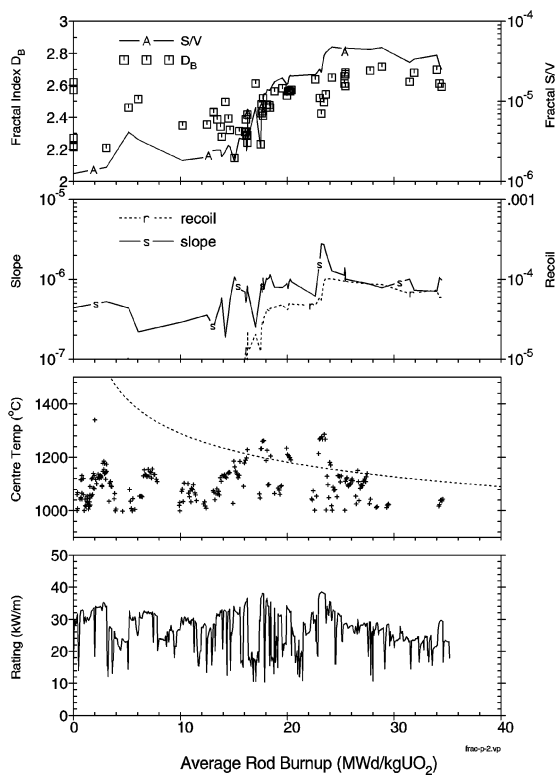 3
2.8
2.6
2.4
2.2
2
Fractal Index D_B
A S/V
D_B
10^-4
10^-5
10^-6
Fractal S/V
10^-5
10^-6
10^-7
Slope
r recoil
s slope
.001
10^-4
10^-5
Recoil
1400
1200
1000
Centre Temp (°C)
50
40
30
20
10
0
Rating (kW/m)
0 10 20 30 40
frac-p-2.vp
Average Rod Burnup (MWd/kgUO₂)